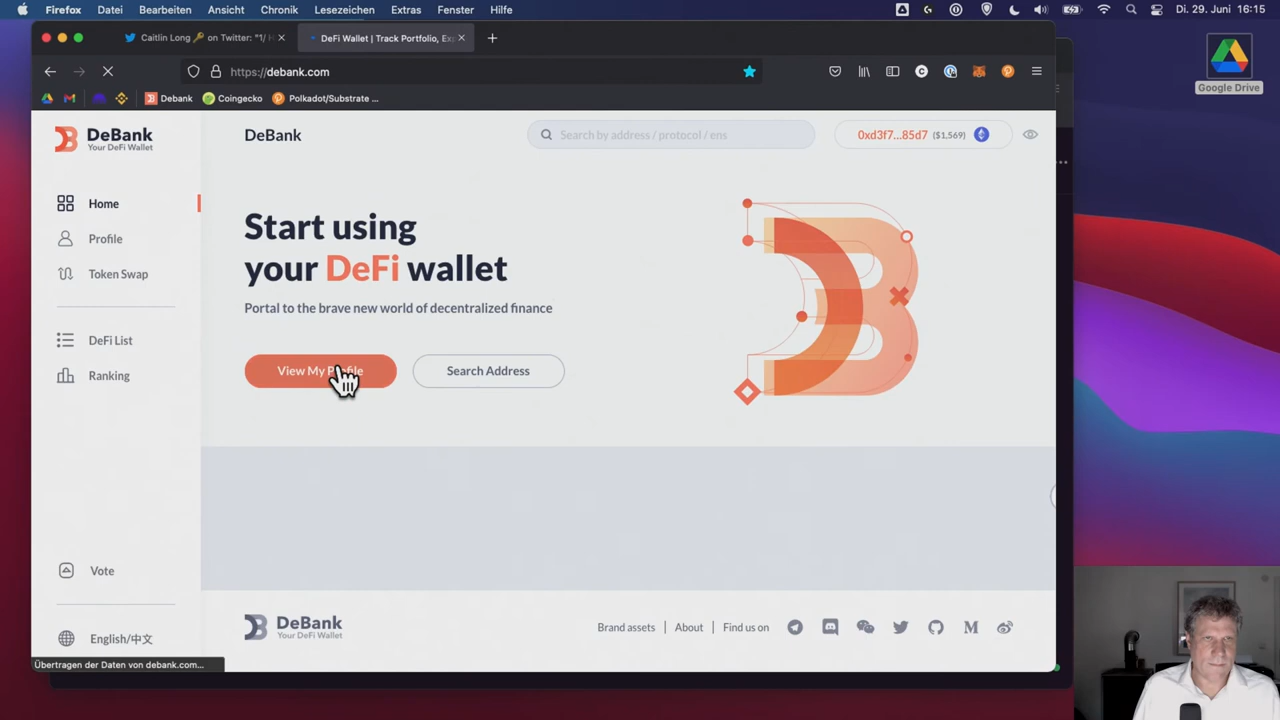 Firefox Datei Bearbeiten Ansicht Chronik Lesezeichen Extras Fenster Hilfe Di. 29. Juni 16:15
Caitlin Long 🔑 on Twitter: "1/ H
DeFi Wallet | Track Portfolio, Exc
https://debank.com
Debank Coingecko Polkadot/Substrate ...
Google Drive
DeBank
Your DeFi Wallet
DeBank
Search by address / protocol / ens
0xd3f7...85d7 ($1,569)
Home
Profile
Token Swap
DeFi List
Ranking
Vote
English/中文
Start using
your DeFi wallet
Portal to the brave new world of decentralized finance
View My Profile
Search Address
DeBank
Your DeFi Wallet
Brand assets | About | Find us on
Übertragen der Daten von debank.com...